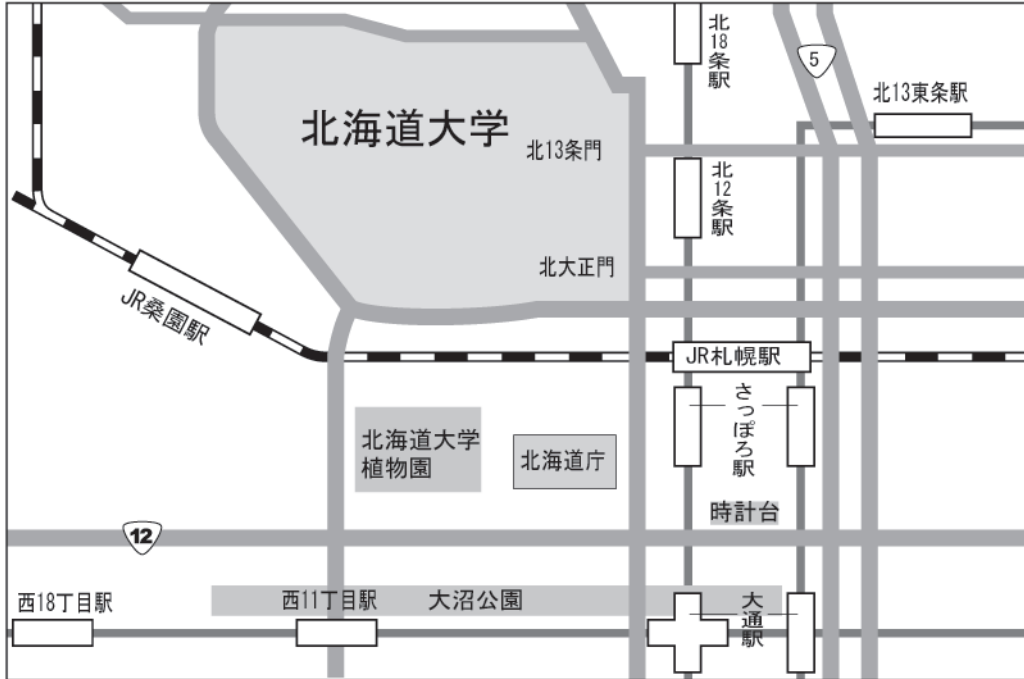 北18条駅
5
北13東条駅
北海道大学
北13条門
北12条駅
北大正門
JR桑園駅
JR札幌駅
さっぽろ駅
北海道大学
植物園
北海道庁
時計台
12
西18丁目駅
西11丁目駅
大沼公園
大通駅